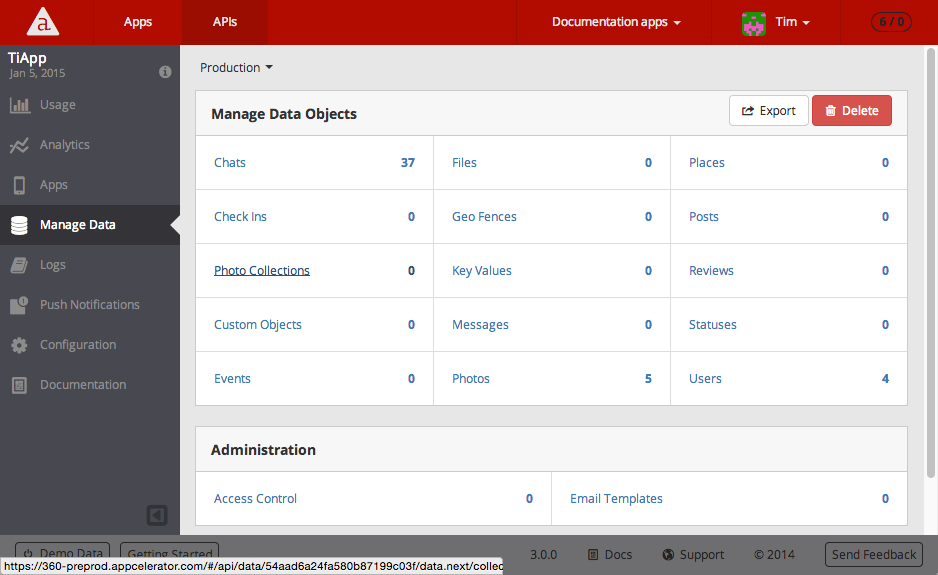 a Apps APIs Documentation apps Tim 6 / 0
TiApp
Jan 5, 2015
Usage
Analytics
Apps
Manage Data
Logs
Push Notifications
Configuration
Documentation
Production
Manage Data Objects Export Delete
Chats 37 Files 0 Places 0
Check Ins 0 Geo Fences 0 Posts 0
Photo Collections 0 Key Values 0 Reviews 0
Custom Objects 0 Messages 0 Statuses 0
Events 0 Photos 5 Users 4
Administration
Access Control 0 Email Templates 0
Demo Data Getting Started 3.0.0 Docs Support © 2014 Send Feedback
https://360-preprod.appcelerator.com/#/api/data/54aad6a24fa580b87199c03f/data.next/collec